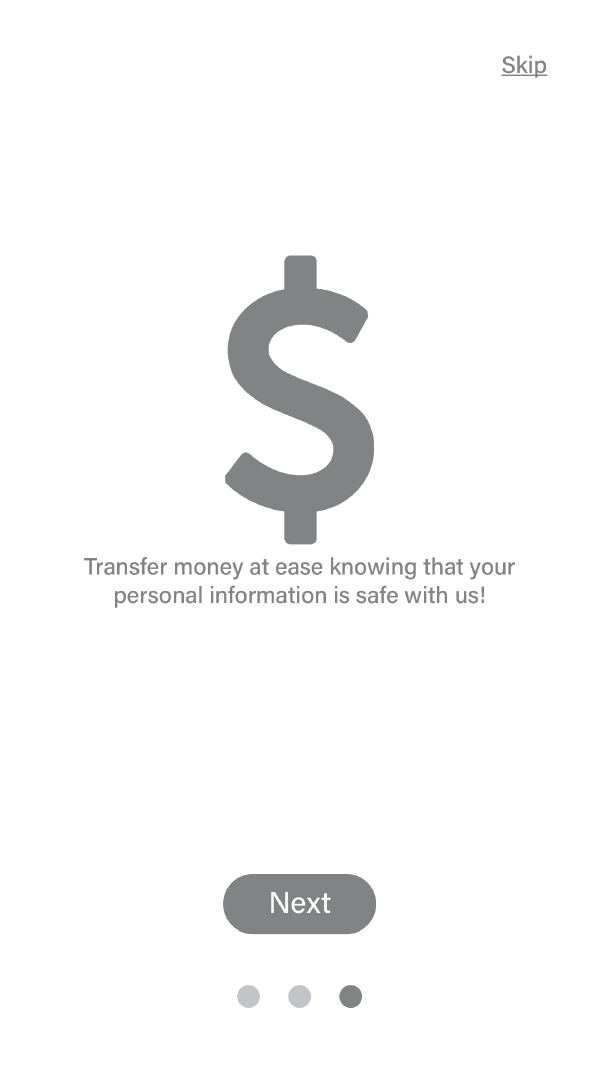 Skip
$
Transfer money at ease knowing that your
personal information is safe with us!
Next